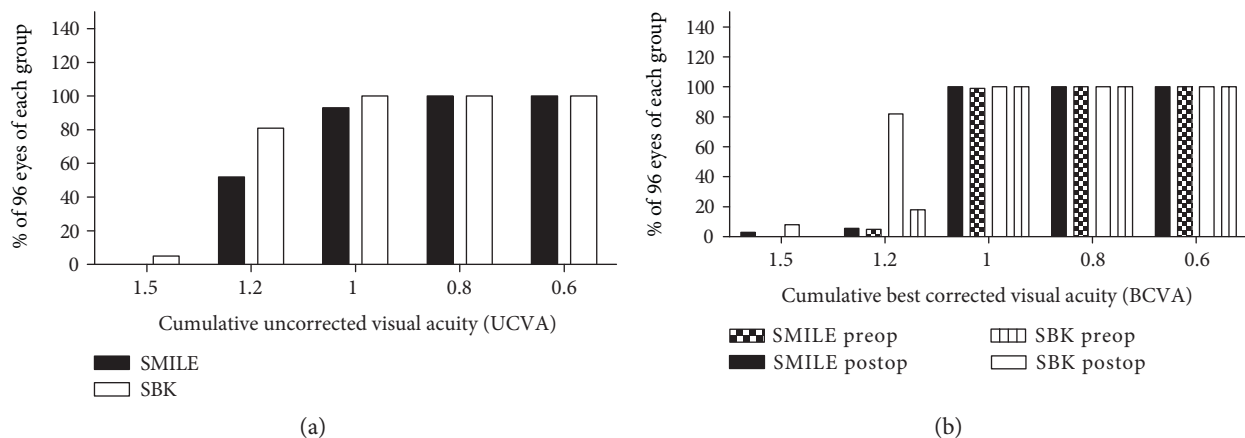 % of 96 eyes of each group
140
120
100
80
60
40
20
0
1.5 1.2 1 0.8 0.6
Cumulative uncorrected visual acuity (UCVA)
SMILE
SBK
(a)
% of 96 eyes of each group
140
120
100
80
60
40
20
0
1.5 1.2 1 0.8 0.6
Cumulative best corrected visual acuity (BCVA)
SMILE preop SBK preop
SMILE postop SBK postop
(b)